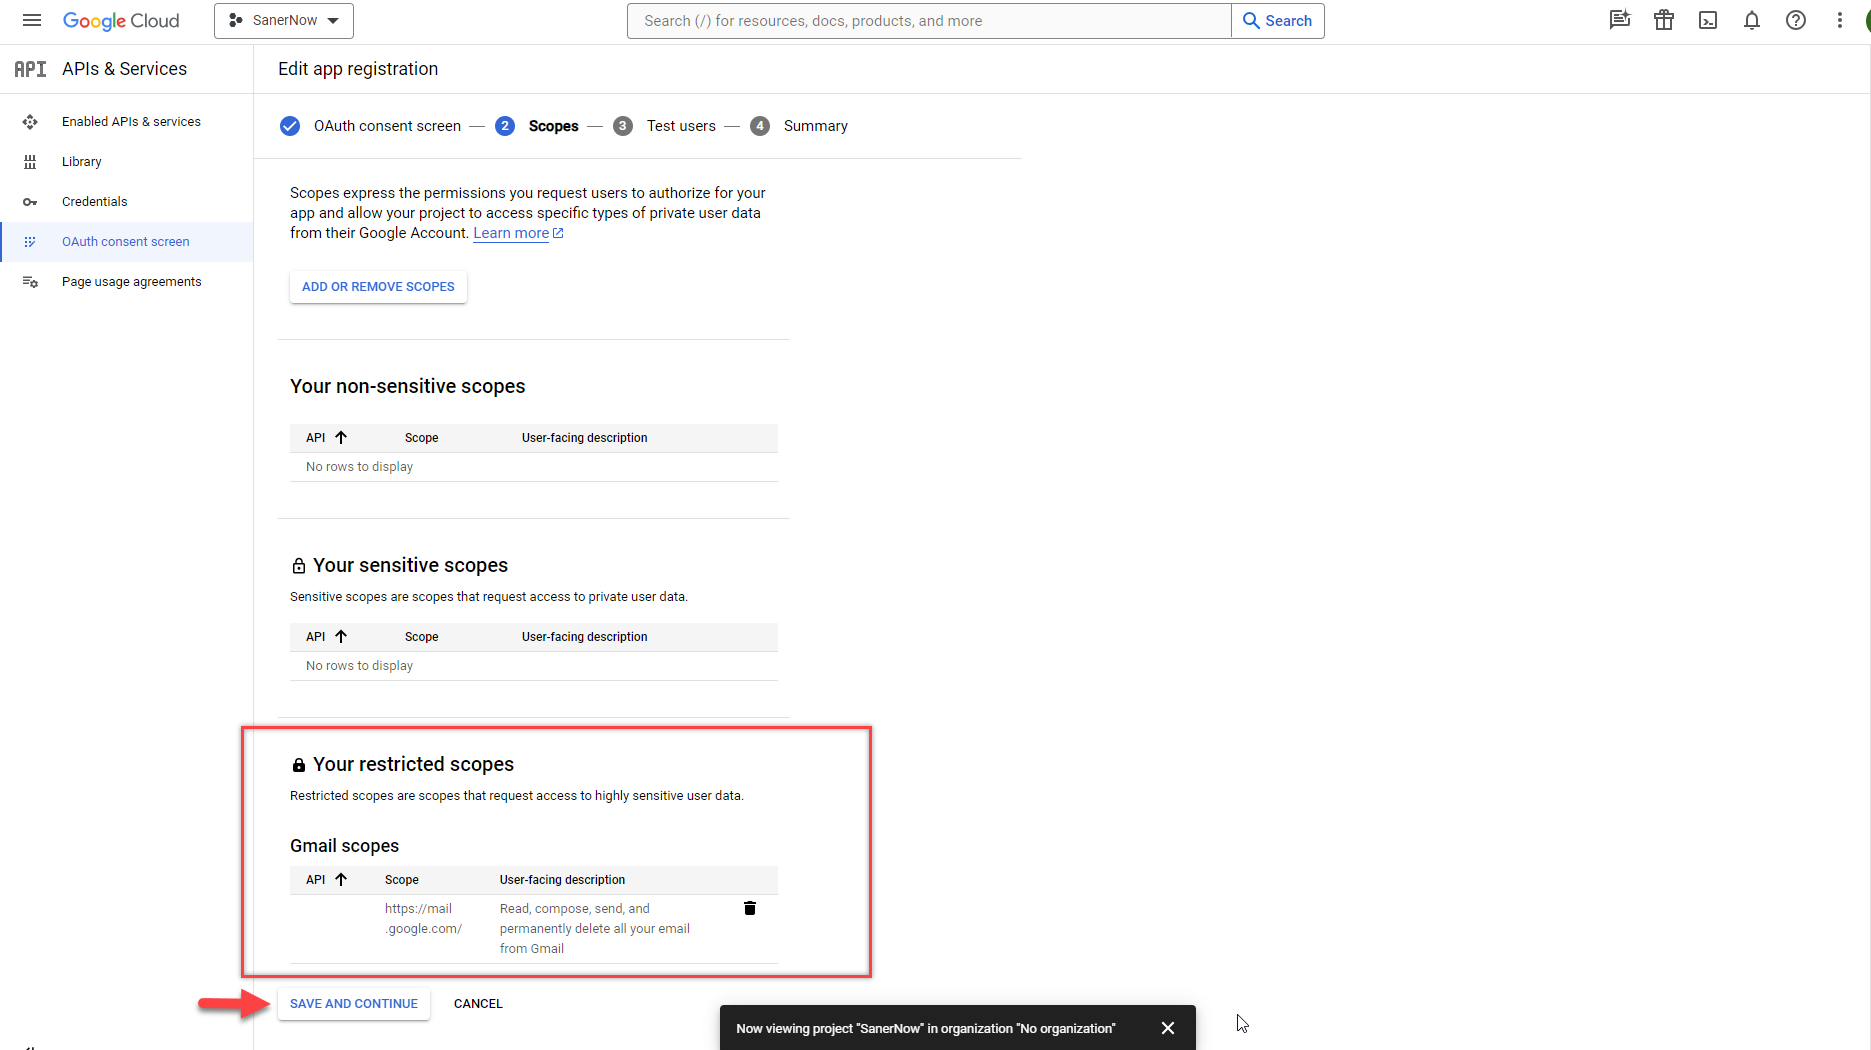 Google Cloud
SanerNow
Search (/) for resources, docs, products, and more
Search
API APIs & Services
Edit app registration
Enabled APIs & services
Library
Credentials
OAuth consent screen
Page usage agreements
OAuth consent screen — 2 Scopes — 3 Test users — 4 Summary
Scopes express the permissions you request users to authorize for your
app and allow your project to access specific types of private user data
from their Google Account. Learn more
ADD OR REMOVE SCOPES
Your non-sensitive scopes
API Scope User-facing description
No rows to display
Your sensitive scopes
Sensitive scopes are scopes that request access to private user data.
API Scope User-facing description
No rows to display
Your restricted scopes
Restricted scopes are scopes that request access to highly sensitive user data.
Gmail scopes
API Scope User-facing description
https://mail Read, compose, send, and
.google.com/ permanently delete all your email
from Gmail
SAVE AND CONTINUE CANCEL
Now viewing project "SanerNow" in organization "No organization"